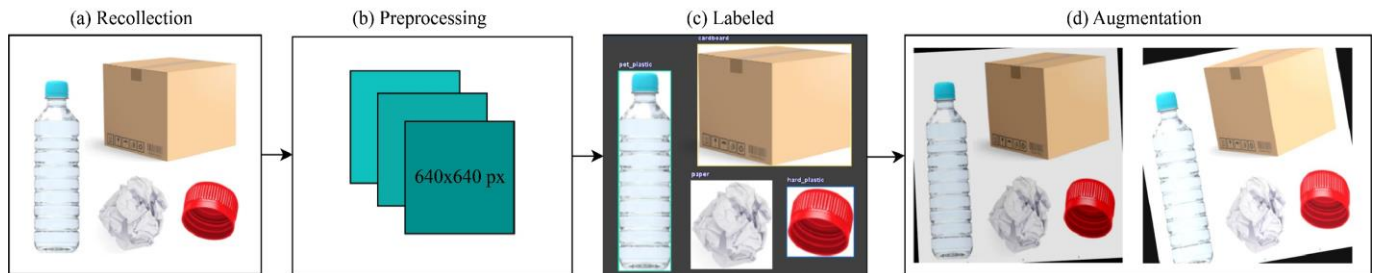 (a) Recollection
(b) Preprocessing
(c) Labeled
(d) Augmentation
640x640 px
cardboard
pet_plastic
paper
hard_plastic